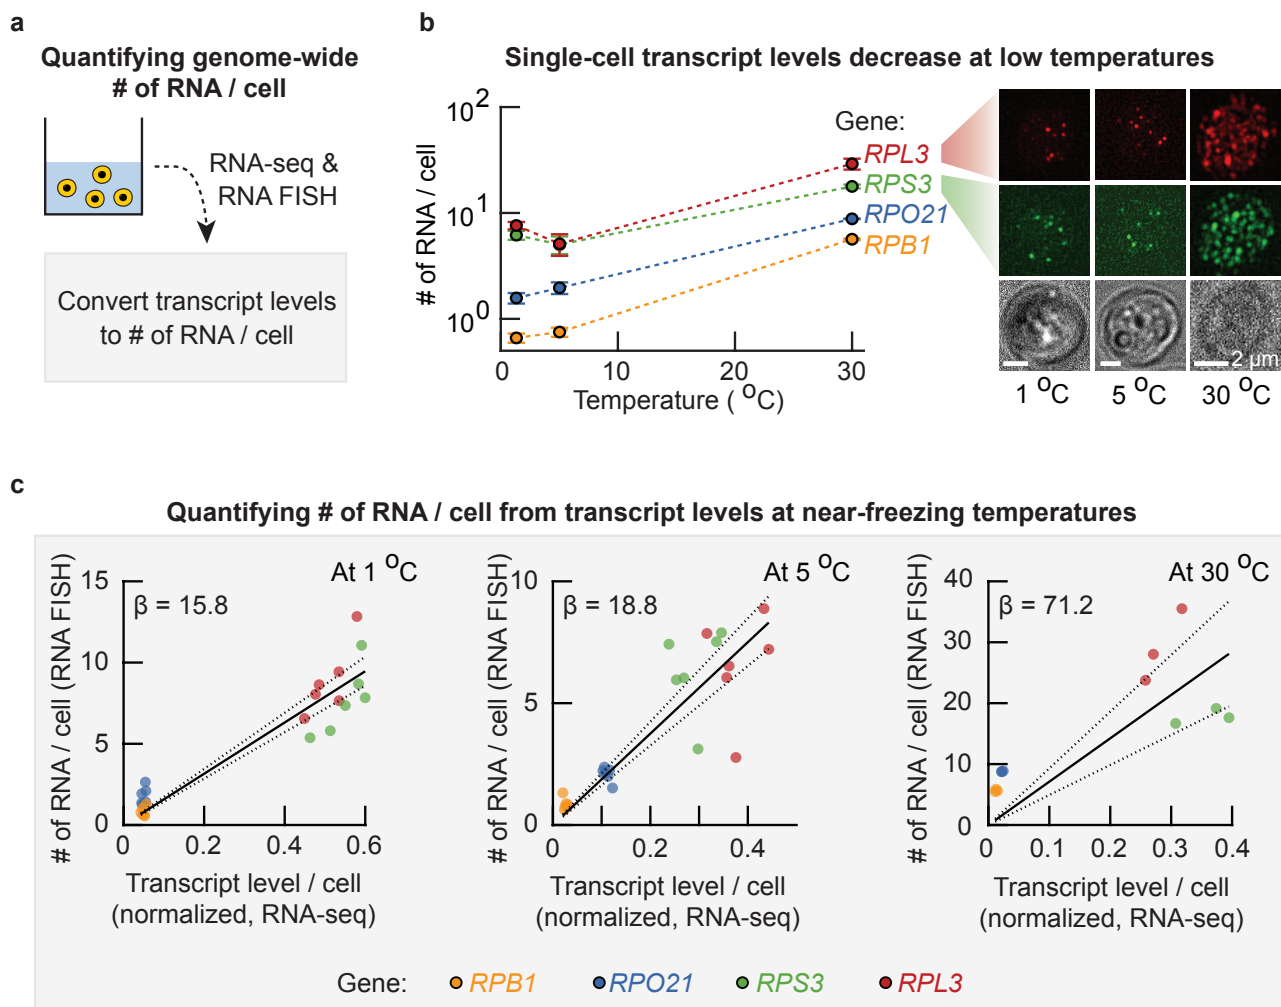 a
Quantifying genome-wide
# of RNA / cell
RNA-seq &
RNA FISH
Convert transcript levels
to # of RNA / cell
b
Single-cell transcript levels decrease at low temperatures
# of RNA / cell
10²
10¹
10⁰
0
10
20
30
Temperature ( °C)
Gene:
RPL3
RPS3
RPO21
RPB1
2 μm
1 °C
5 °C
30 °C
c
Quantifying # of RNA / cell from transcript levels at near-freezing temperatures
# of RNA / cell (RNA FISH)
15
10
5
0
β = 15.8
At 1 °C
0
0.2
0.4
0.6
Transcript level / cell
(normalized, RNA-seq)
# of RNA / cell (RNA FISH)
10
5
0
β = 18.8
At 5 °C
0
0.2
0.4
Transcript level / cell
(normalized, RNA-seq)
# of RNA / cell (RNA FISH)
40
30
20
10
0
β = 71.2
At 30 °C
0
0.1
0.2
0.3
0.4
Transcript level / cell
(normalized, RNA-seq)
Gene: RPB1 RPO21 RPS3 RPL3